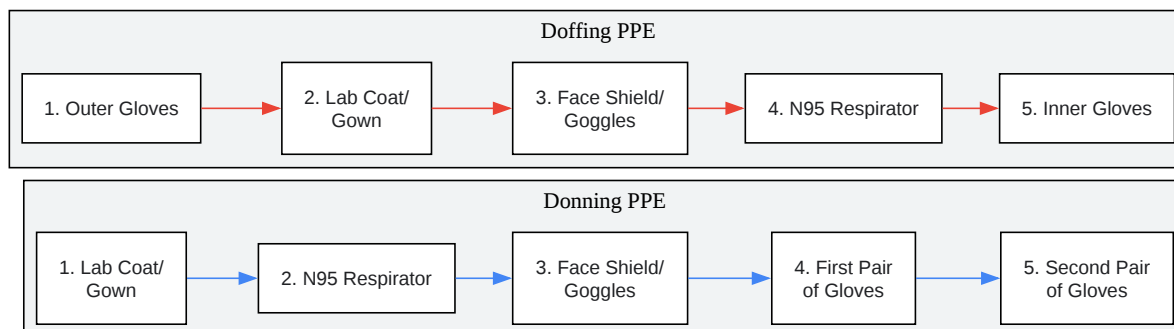 Doffing PPE
1. Outer Gloves
2. Lab Coat/
Gown
3. Face Shield/
Goggles
4. N95 Respirator
5. Inner Gloves
Donning PPE
1. Lab Coat/
Gown
2. N95 Respirator
3. Face Shield/
Goggles
4. First Pair
of Gloves
5. Second Pair
of Gloves